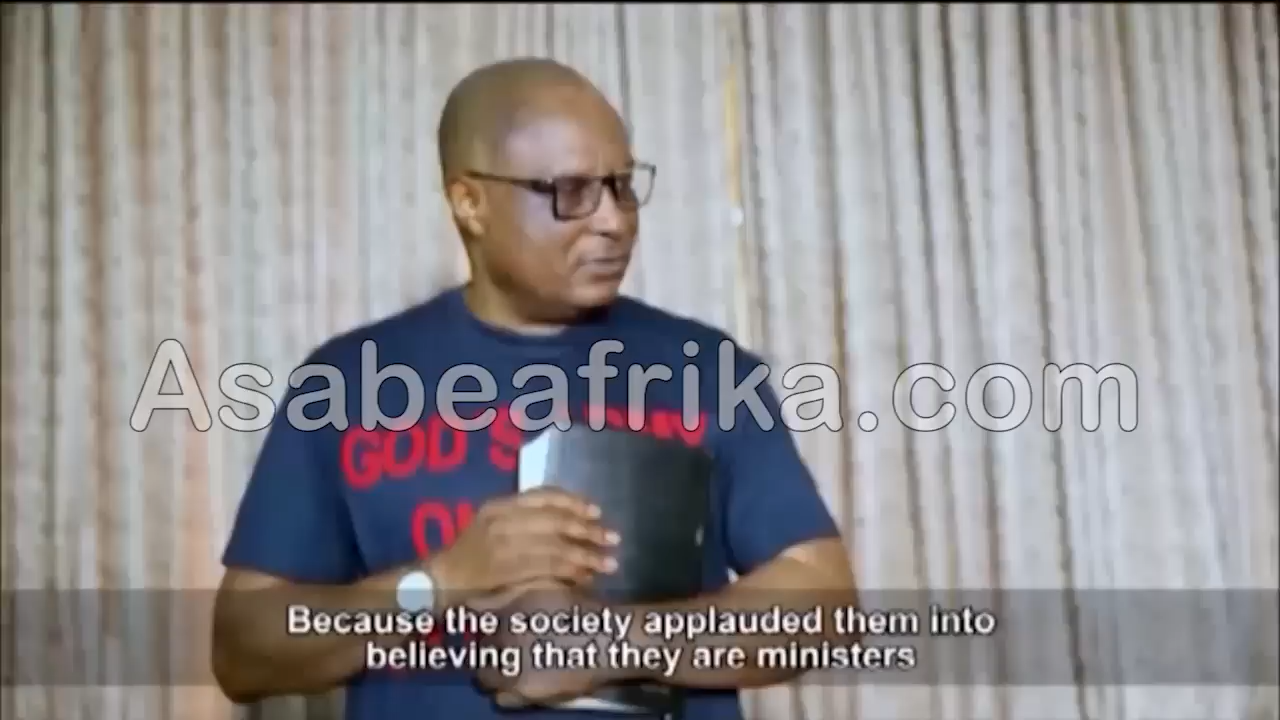 Asabeafrika.com
GOD'S
Because the society applauded them into
believing that they are ministers